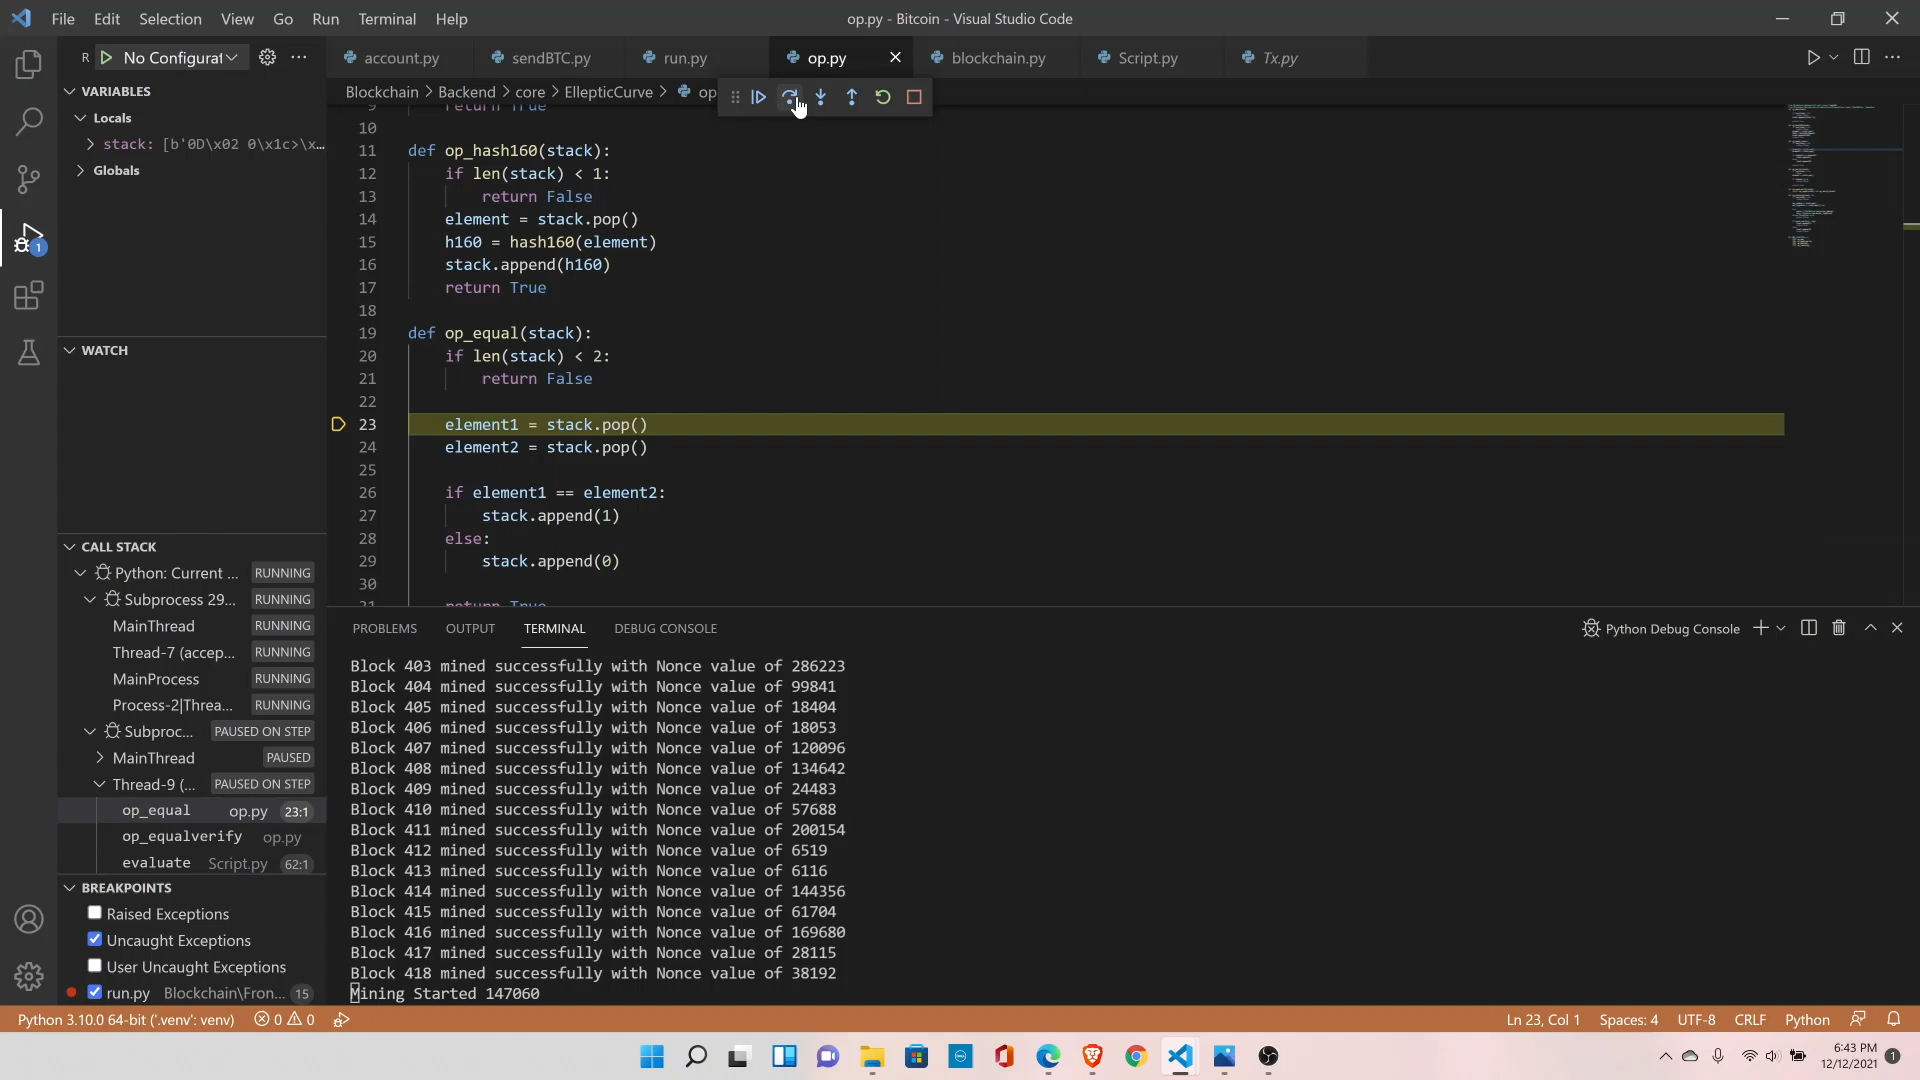 File Edit Selection View Go Run Terminal Help
op.py - Bitcoin - Visual Studio Code
R No Configurat
account.py sendBTC.py run.py op.py blockchain.py Script.py Tx.py
VARIABLES
Locals
stack: [b'0D\x02 0\x1c>\x…
Globals
WATCH
CALL STACK
Python: Current ... RUNNING
Subprocess 29... RUNNING
MainThread RUNNING
Thread-7 (accep... RUNNING
MainProcess RUNNING
Process-2|Threa... RUNNING
Subproc... PAUSED ON STEP
MainThread PAUSED
Thread-9 (... PAUSED ON STEP
op_equal op.py 23:1
op_equalverify op.py
evaluate Script.py 62:1
BREAKPOINTS
Raised Exceptions
Uncaught Exceptions
User Uncaught Exceptions
run.py Blockchain\Fron... 15
Blockchain > Backend > core > EllepticCurve > op
9 return True
10
11 def op_hash160(stack):
12 if len(stack) < 1:
13 return False
14 element = stack.pop()
15 h160 = hash160(element)
16 stack.append(h160)
17 return True
18
19 def op_equal(stack):
20 if len(stack) < 2:
21 return False
22
23 element1 = stack.pop()
24 element2 = stack.pop()
25
26 if element1 == element2:
27 stack.append(1)
28 else:
29 stack.append(0)
30
31 return True
PROBLEMS OUTPUT TERMINAL DEBUG CONSOLE
Python Debug Console
Block 403 mined successfully with Nonce value of 286223
Block 404 mined successfully with Nonce value of 99841
Block 405 mined successfully with Nonce value of 18404
Block 406 mined successfully with Nonce value of 18053
Block 407 mined successfully with Nonce value of 120096
Block 408 mined successfully with Nonce value of 134642
Block 409 mined successfully with Nonce value of 24483
Block 410 mined successfully with Nonce value of 57688
Block 411 mined successfully with Nonce value of 200154
Block 412 mined successfully with Nonce value of 6519
Block 413 mined successfully with Nonce value of 6116
Block 414 mined successfully with Nonce value of 144356
Block 415 mined successfully with Nonce value of 61704
Block 416 mined successfully with Nonce value of 169680
Block 417 mined successfully with Nonce value of 28115
Block 418 mined successfully with Nonce value of 38192
Mining Started 147060
Python 3.10.0 64-bit ('.venv': venv) 0 0
Ln 23, Col 1 Spaces: 4 UTF-8 CRLF Python
6:43 PM
12/12/2021 1